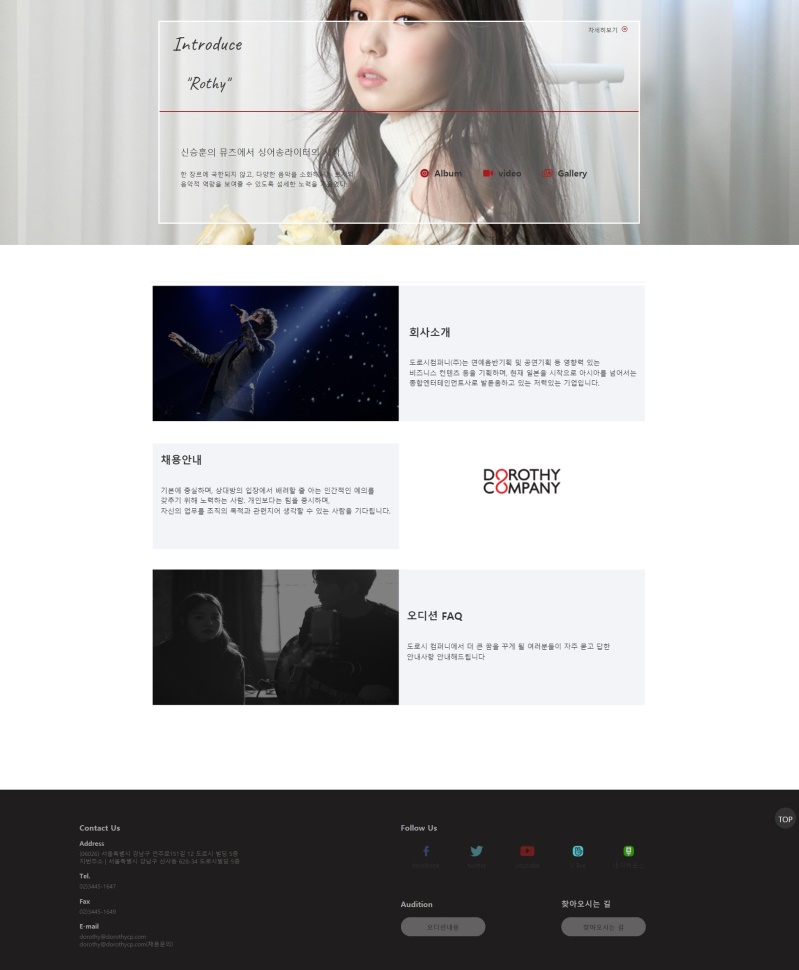 Introduce
자세히보기
"Rothy"
신승훈의 뮤즈에서 싱어송라이터의
한 장르에 국한되지 않고, 다양한 음악을
음악적 역량을 보여줄 수 있도록 섬세한 노력을
Album
video
Gallery
회사소개
도로시컴퍼니(주)는 연예음반기획 및 공연기획 등 영향력 있는
비즈니스 컨텐츠 등을 기획하며, 현재 일본을 시작으로 아시아를 넘어서는
종합엔터테인먼트사로 발돋움하고 있는 저력있는 기업입니다.
채용안내
기본에 충실하며, 상대방의 입장에서 배려할 줄 아는 인간적인 예의를
갖추기 위해 노력하는 사람, 개인보다는 팀을 중시하며,
자신의 업무를 조직의 목적과 관련지어 생각할 수 있는 사람을 기다립니다.
DOROTHY
COMPANY
오디션 FAQ
도로시 컴퍼니에서 더 큰 꿈을 꾸게 될 여러분들이 자주 묻고 답한
안내사항 안내해드립니다
TOP
Contact Us
Address
(06026) 서울특별시 강남구 언주로151길 12 도로시 빌딩 5층
지번주소 | 서울특별시 강남구 신사동 628-34 도로시빌딩 5층
Tel.
02)3445-1647
Fax
02)3445-1649
E-mail
dorothy@dorothycp.com
dorothy@dorothycp.com(채용문의)
Follow Us
Audition
오디션내용
찾아오시는 길
찾아오시는 길